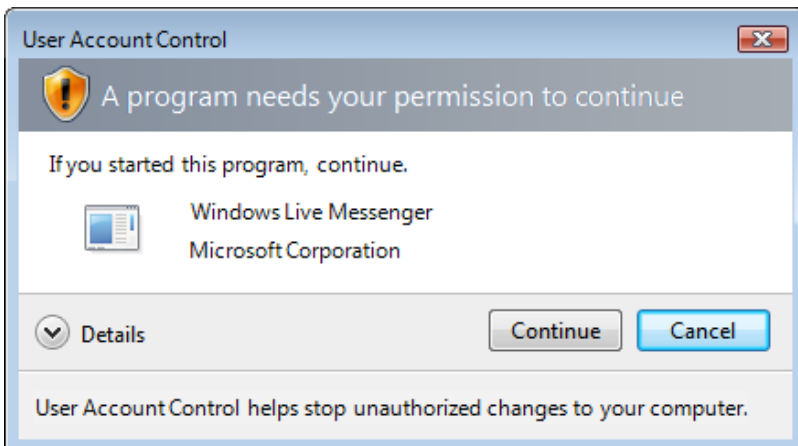 User Account Control
A program needs your permission to continue
If you started this program, continue.
Windows Live Messenger
Microsoft Corporation
Details
Continue
Cancel
User Account Control helps stop unauthorized changes to your computer.